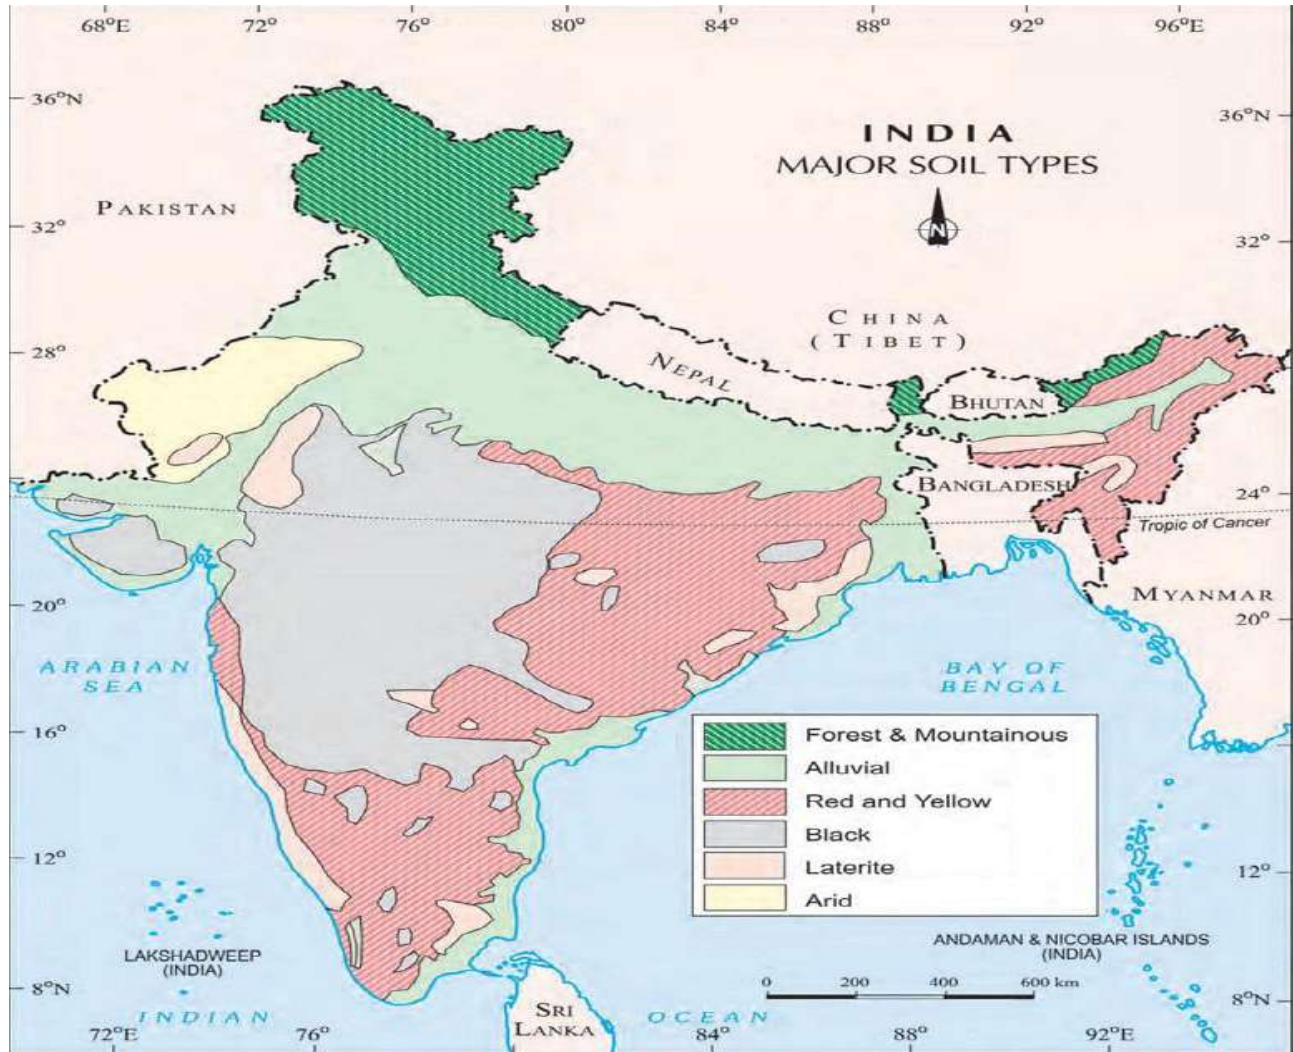 68°E 72° 76° 80° 84° 88° 92° 96°E
36°N
36°N
INDIA
MAJOR SOIL TYPES
N
PAKISTAN
32°
32°
CHINA
(TIBET)
28°
28°
NEPAL
BHUTAN
BANGLADESH
24°
24°
Tropic of Cancer
MYANMAR
20°
20°
ARABIAN
SEA
BAY OF
BENGAL
16°
16°
Forest & Mountainous
Alluvial
Red and Yellow
Black
Laterite
Arid
12°
12°
LAKSHADWEEP
(INDIA)
ANDAMAN & NICOBAR ISLANDS
(INDIA)
0 200 400 600 km
8°N
8°N
INDIAN OCEAN
SRI
LANKA
72°E 76° 84° 88° 92°E